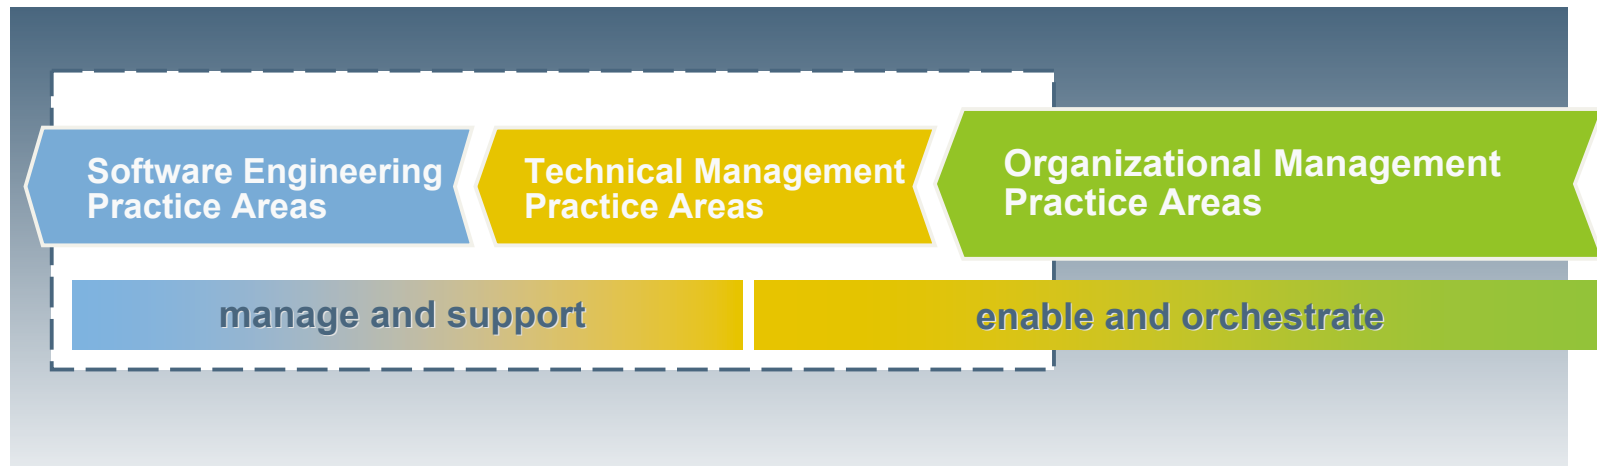 Software Engineering
Practice Areas
Technical Management
Practice Areas
Organizational Management
Practice Areas
manage and support
enable and orchestrate